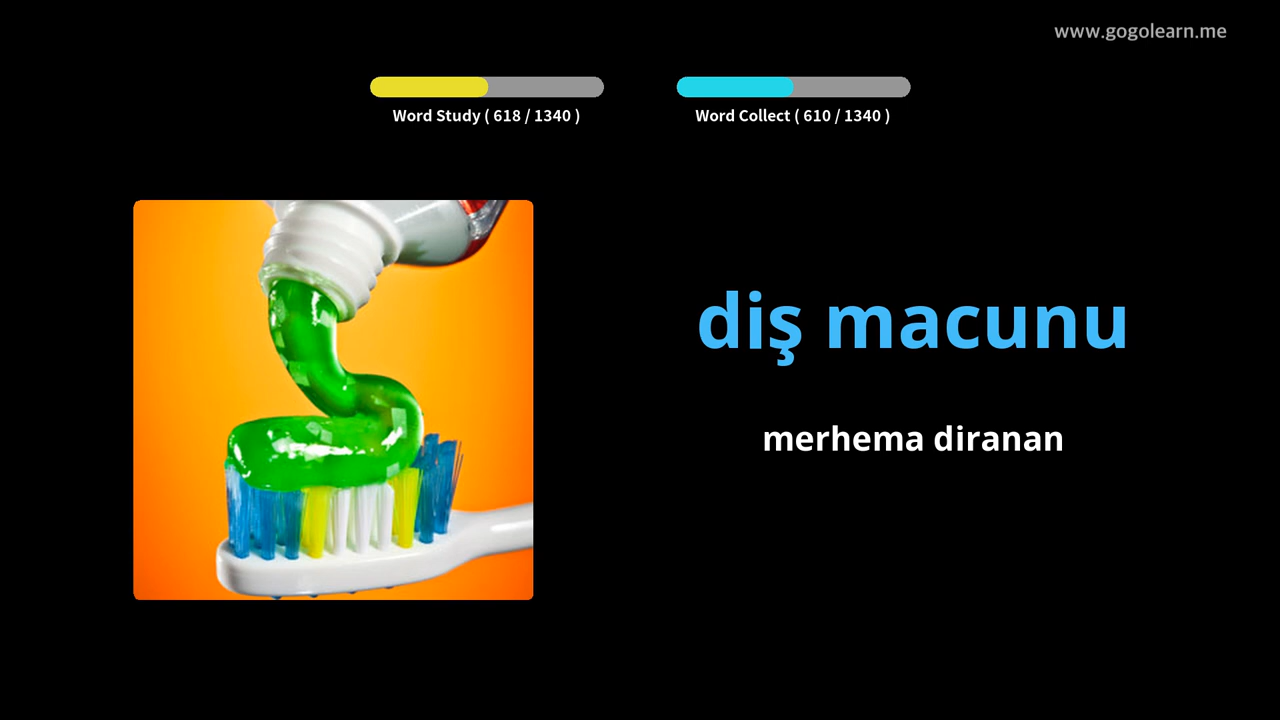 www.gogolearn.me
Word Study ( 618 / 1340 )
Word Collect ( 610 / 1340 )
diş macunu
merhema diranan